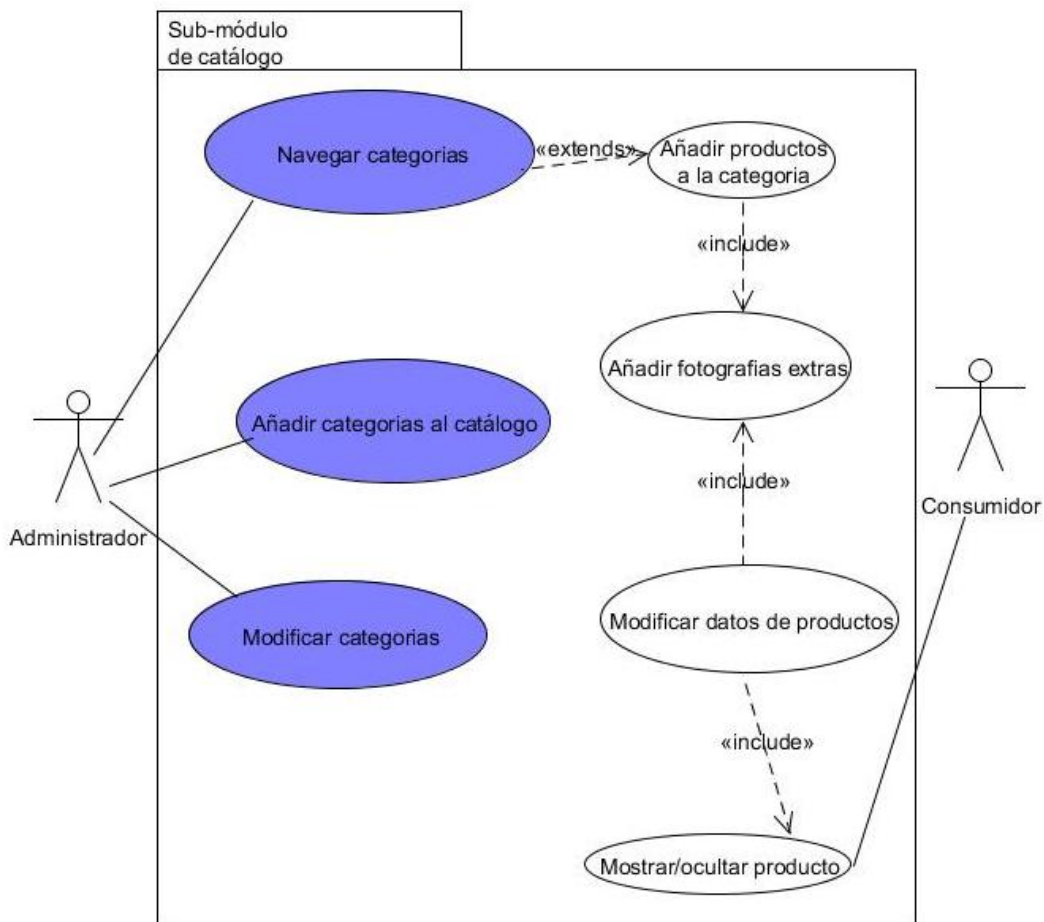 Sub-módulo
de catálogo
Navegar categorias
«extends»
Añadir productos
a la categoria
«include»
Añadir fotografias extras
Añadir categorias al catálogo
«include»
Administrador
Consumidor
Modificar categorias
Modificar datos de productos
«include»
Mostrar/ocultar producto